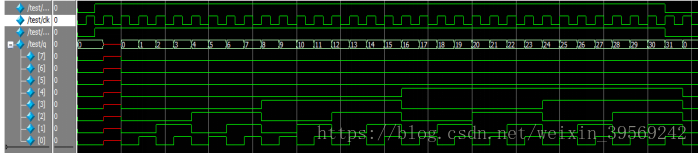 /test/... 0
/test/clk 0
/test/... 0
/test/q 0 0 0 1 2 3 4 5 6 7 8 9 10 11 12 13 14 15 16 17 18 19 20 21 22 23 24 25 26 27 28 29 30 31 0
[7] 0
[6] 0
[5] 0
[4] 0
[3] 0
[2] 0
[1] 0
[0] 0
https://blog.csdn.net/weixin_39569242